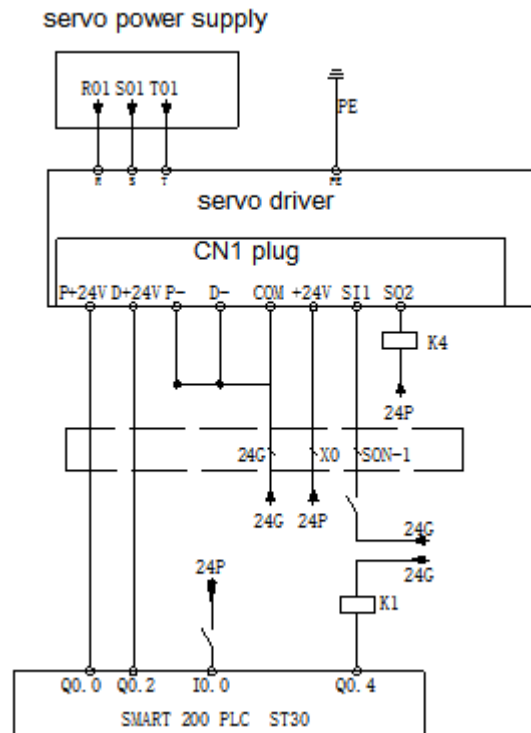 servo power supply
R01 S01 T01
PE
R S T PE
servo driver
CN1 plug
P+24V D+24V P- D- COM +24V SI1 SO2
K4
24P
24G X0 SON-1
24G 24P
24G
24P 24G
K1
Q0.0 Q0.2 I0.0 Q0.4
SMART 200 PLC ST30